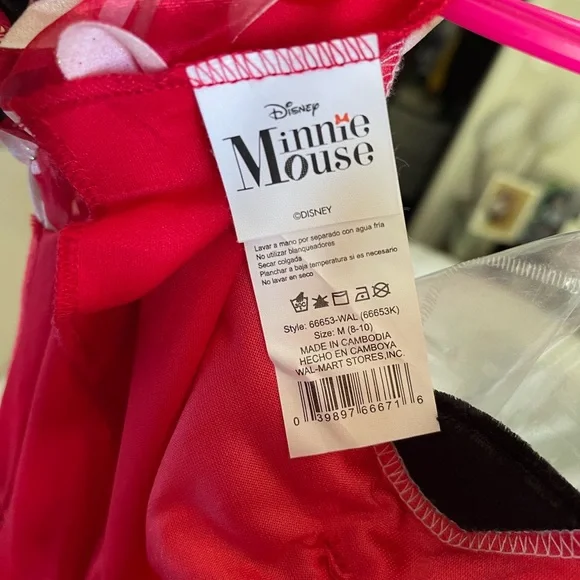 Disney
Minnie
Mouse
©DISNEY
Lavar a mano por separado con agua fría
No utilizar blanqueadores
Secar colgada
Planchar a baja temperatura si es necesario
No lavar en seco
Style: 66653-WAL (66653K)
Size: M (8-10)
MADE IN CAMBODIA
HECHO EN CAMBOYA
WAL-MART STORES,INC.
0 39897 66671 6